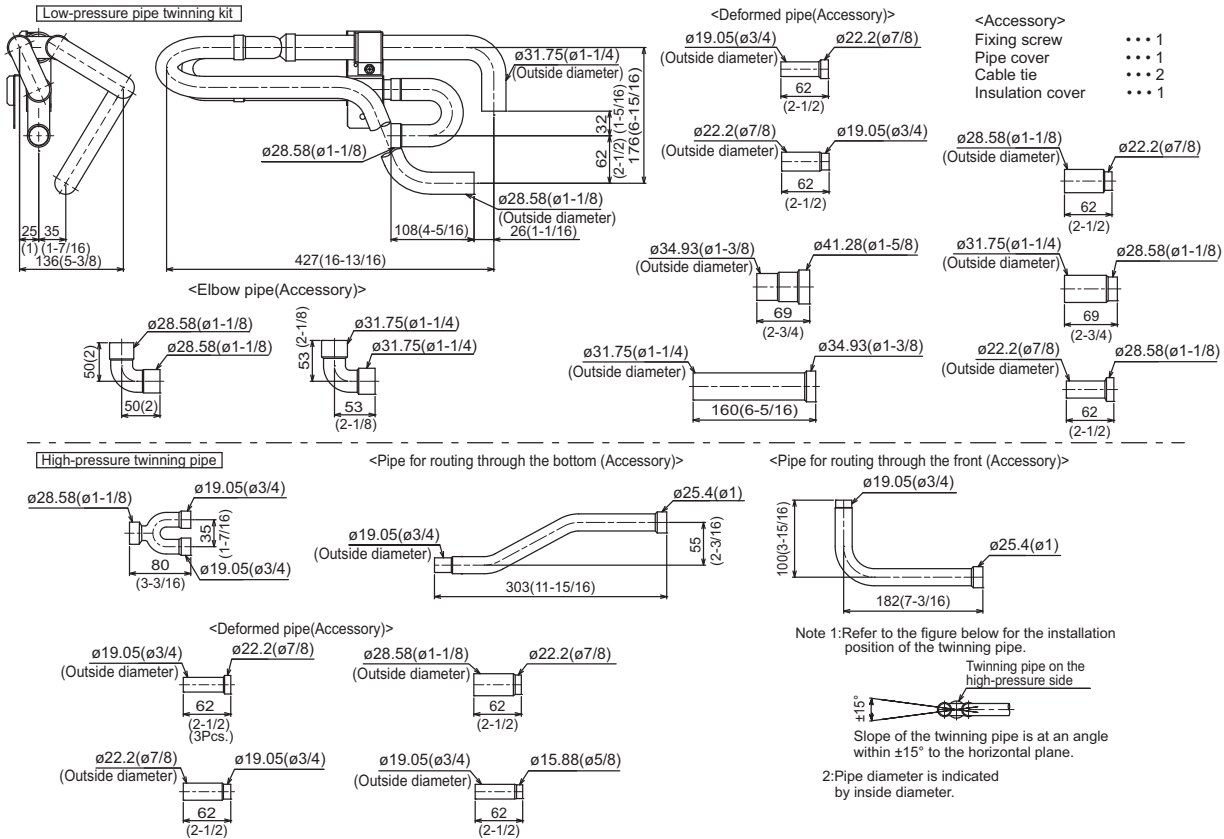 Low-pressure pipe twinning kit
ø31.75(ø1-1/4)
(Outside diameter)
32
(1-5/16)
176(6-15/16)
62
(2-1/2)
ø28.58(ø1-1/8)
ø28.58(ø1-1/8)
(Outside diameter)
25
(1)
35
(1-7/16)
136(5-3/8)
108(4-5/16)
26(1-1/16)
427(16-13/16)
<Elbow pipe(Accessory)>
ø28.58(ø1-1/8)
ø28.58(ø1-1/8)
50(2)
50(2)
ø31.75(ø1-1/4)
ø31.75(ø1-1/4)
53 (2-1/8)
53
(2-1/8)
<Deformed pipe(Accessory)>
ø19.05(ø3/4)
(Outside diameter)
ø22.2(ø7/8)
62
(2-1/2)
ø22.2(ø7/8)
(Outside diameter)
ø19.05(ø3/4)
62
(2-1/2)
ø34.93(ø1-3/8)
(Outside diameter)
ø41.28(ø1-5/8)
69
(2-3/4)
ø31.75(ø1-1/4)
(Outside diameter)
ø34.93(ø1-3/8)
160(6-5/16)
<Accessory>
Fixing screw ••• 1
Pipe cover ••• 1
Cable tie ••• 2
Insulation cover ••• 1
ø28.58(ø1-1/8)
(Outside diameter)
ø22.2(ø7/8)
62
(2-1/2)
ø31.75(ø1-1/4)
(Outside diameter)
ø28.58(ø1-1/8)
69
(2-3/4)
ø22.2(ø7/8)
(Outside diameter)
ø28.58(ø1-1/8)
62
(2-1/2)
High-pressure twinning pipe
ø28.58(ø1-1/8)
ø19.05(ø3/4)
35
(1-7/16)
ø19.05(ø3/4)
80
(3-3/16)
<Pipe for routing through the bottom (Accessory)>
ø25.4(ø1)
ø19.05(ø3/4)
(Outside diameter)
55
(2-3/16)
303(11-15/16)
<Pipe for routing through the front (Accessory)>
ø19.05(ø3/4)
100(3-15/16)
ø25.4(ø1)
182(7-3/16)
<Deformed pipe(Accessory)>
ø19.05(ø3/4)
(Outside diameter)
ø22.2(ø7/8)
62
(2-1/2)
(3Pcs.)
ø28.58(ø1-1/8)
(Outside diameter)
ø22.2(ø7/8)
62
(2-1/2)
ø22.2(ø7/8)
(Outside diameter)
ø19.05(ø3/4)
62
(2-1/2)
ø19.05(ø3/4)
(Outside diameter)
ø15.88(ø5/8)
62
(2-1/2)
Note 1:Refer to the figure below for the installation
position of the twinning pipe.
Twinning pipe on the
high-pressure side
±15°
Slope of the twinning pipe is at an angle
within ±15° to the horizontal plane.
2:Pipe diameter is indicated
by inside diameter.